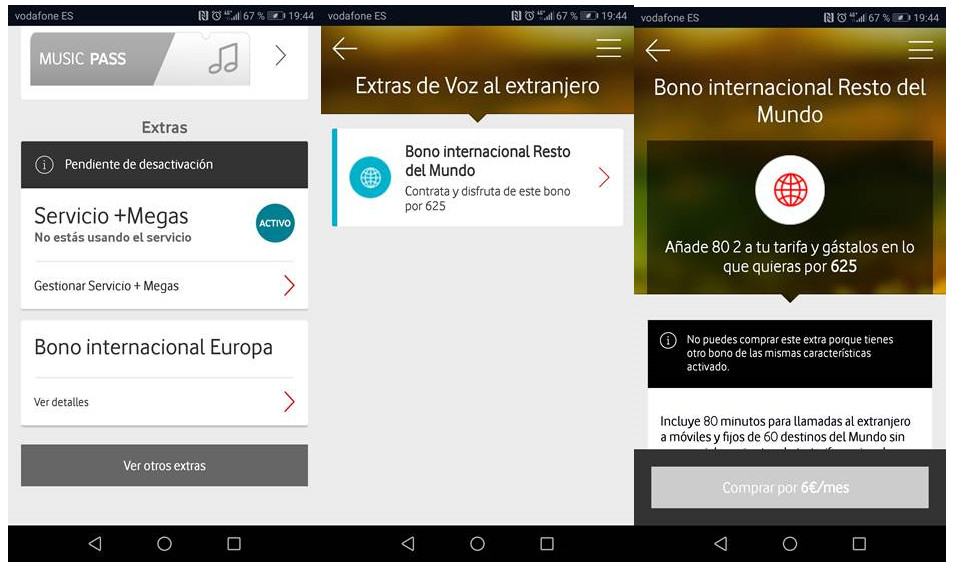 vodafone ES
67 %
19:44
MUSIC PASS
Extras
Pendiente de desactivación
Servicio +Megas
No estás usando el servicio
ACTIVO
Gestionar Servicio + Megas
Bono internacional Europa
Ver detalles
Ver otros extras
vodafone ES
67 %
19:44
Extras de Voz al extranjero
Bono internacional Resto
del Mundo
Contrata y disfruta de este bono
por 625
vodafone ES
67 %
19:44
Bono internacional Resto del
Mundo
Añade 80 2 a tu tarifa y gástalos en lo
que quieras por 625
No puedes comprar este extra porque tienes
otro bono de las mismas características
activado.
Incluye 80 minutos para llamadas al extranjero
a móviles y fijos de 60 destinos del Mundo sin
Comprar por 6€/mes